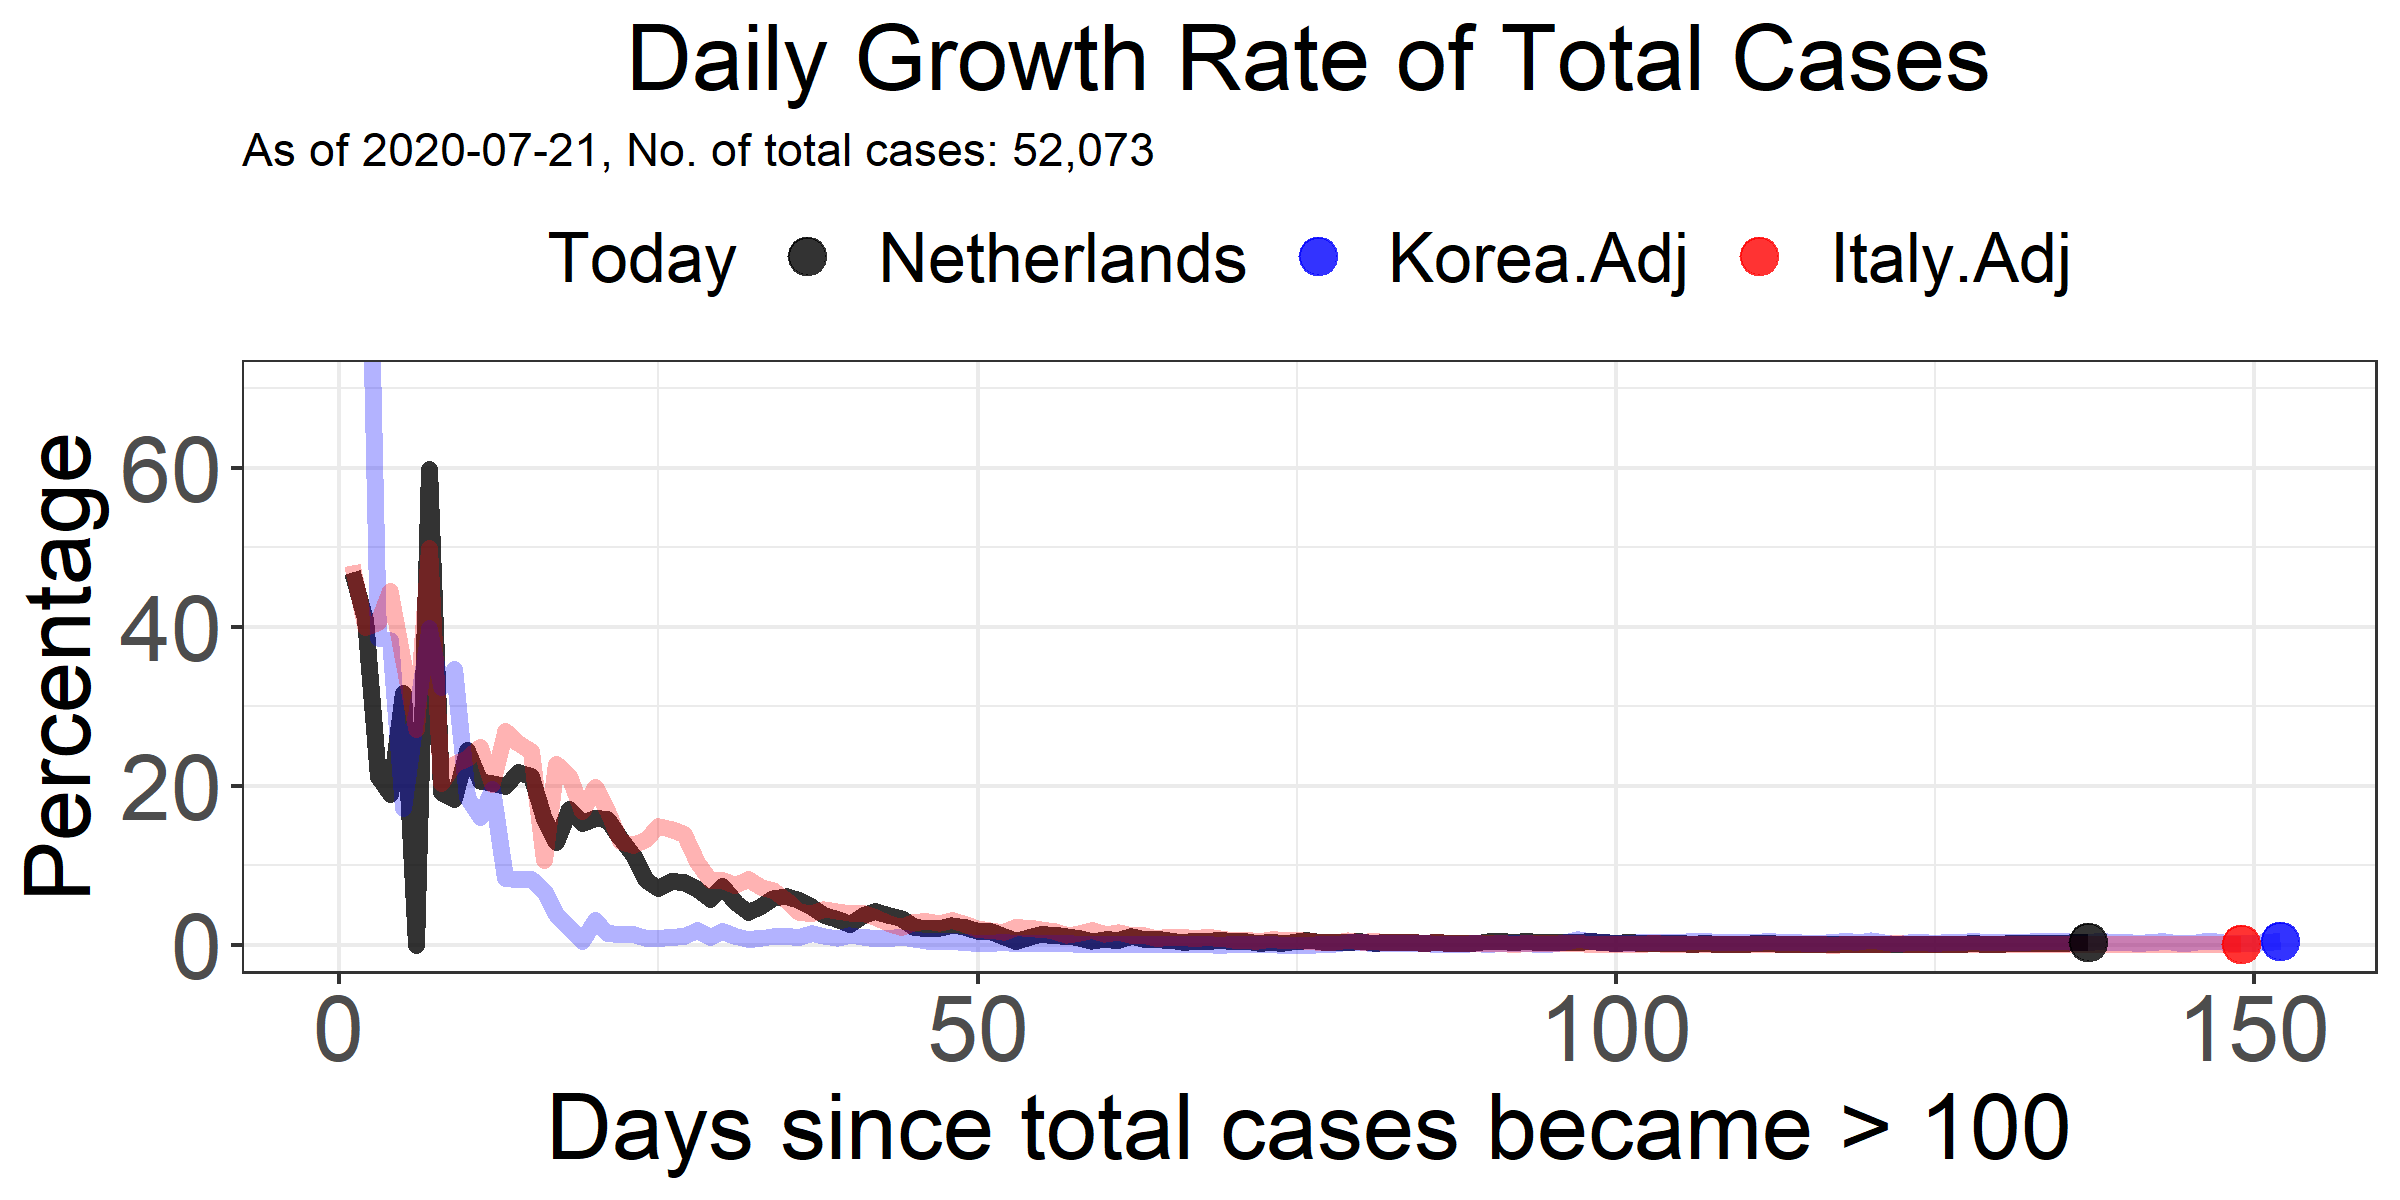 Daily Growth Rate of Total Cases
As of 2020-07-21, No. of total cases: 52,073
Today Netherlands Korea.Adj Italy.Adj
Percentage
60
40
20
0
0 50 100 150
Days since total cases became > 100